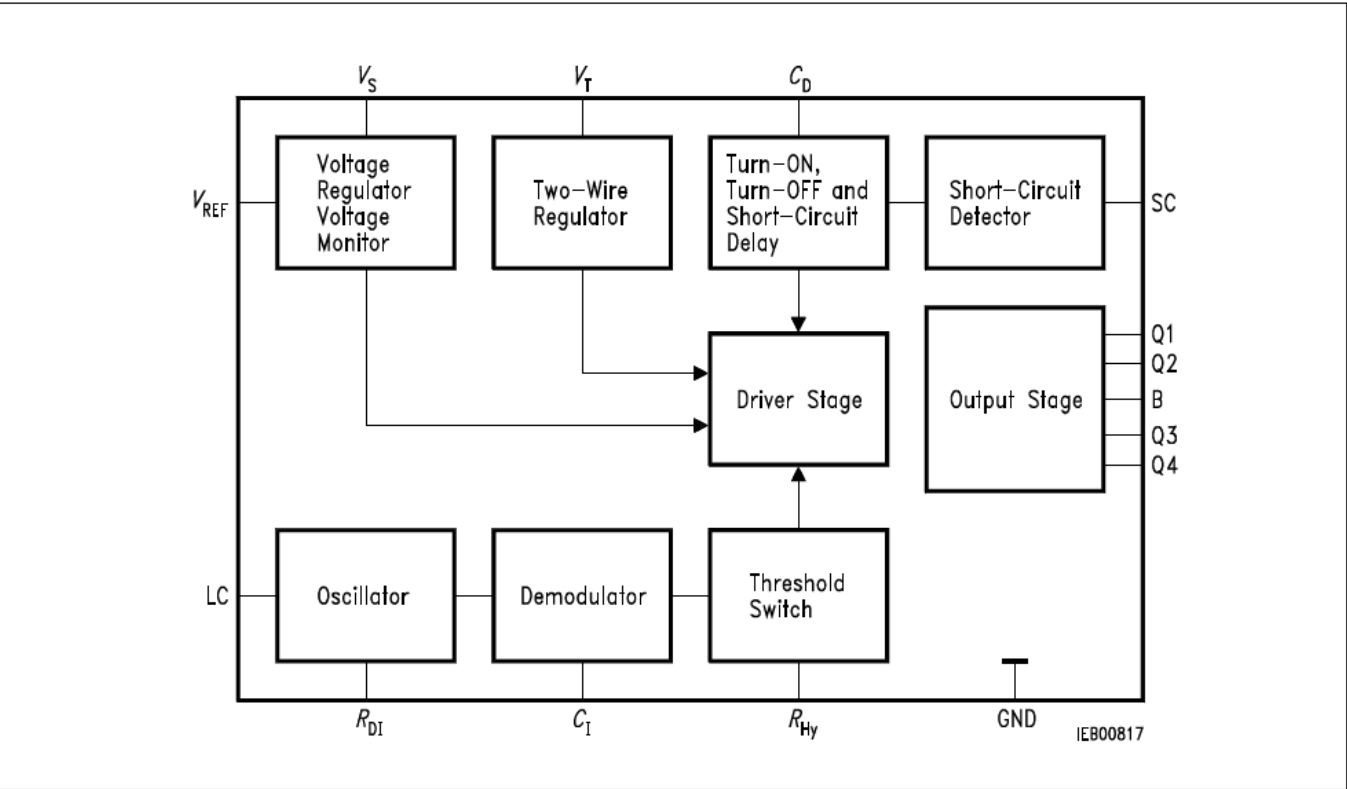 V_S V_T C_D
Voltage
Regulator
Voltage
Monitor
Two-Wire
Regulator
Turn-ON,
Turn-OFF and
Short-Circuit
Delay
Short-Circuit
Detector
V_REF
SC
Driver Stage
Output Stage
Q1
Q2
B
Q3
Q4
LC
Oscillator
Demodulator
Threshold
Switch
R_DI C_I R_Hy GND
IEB00817